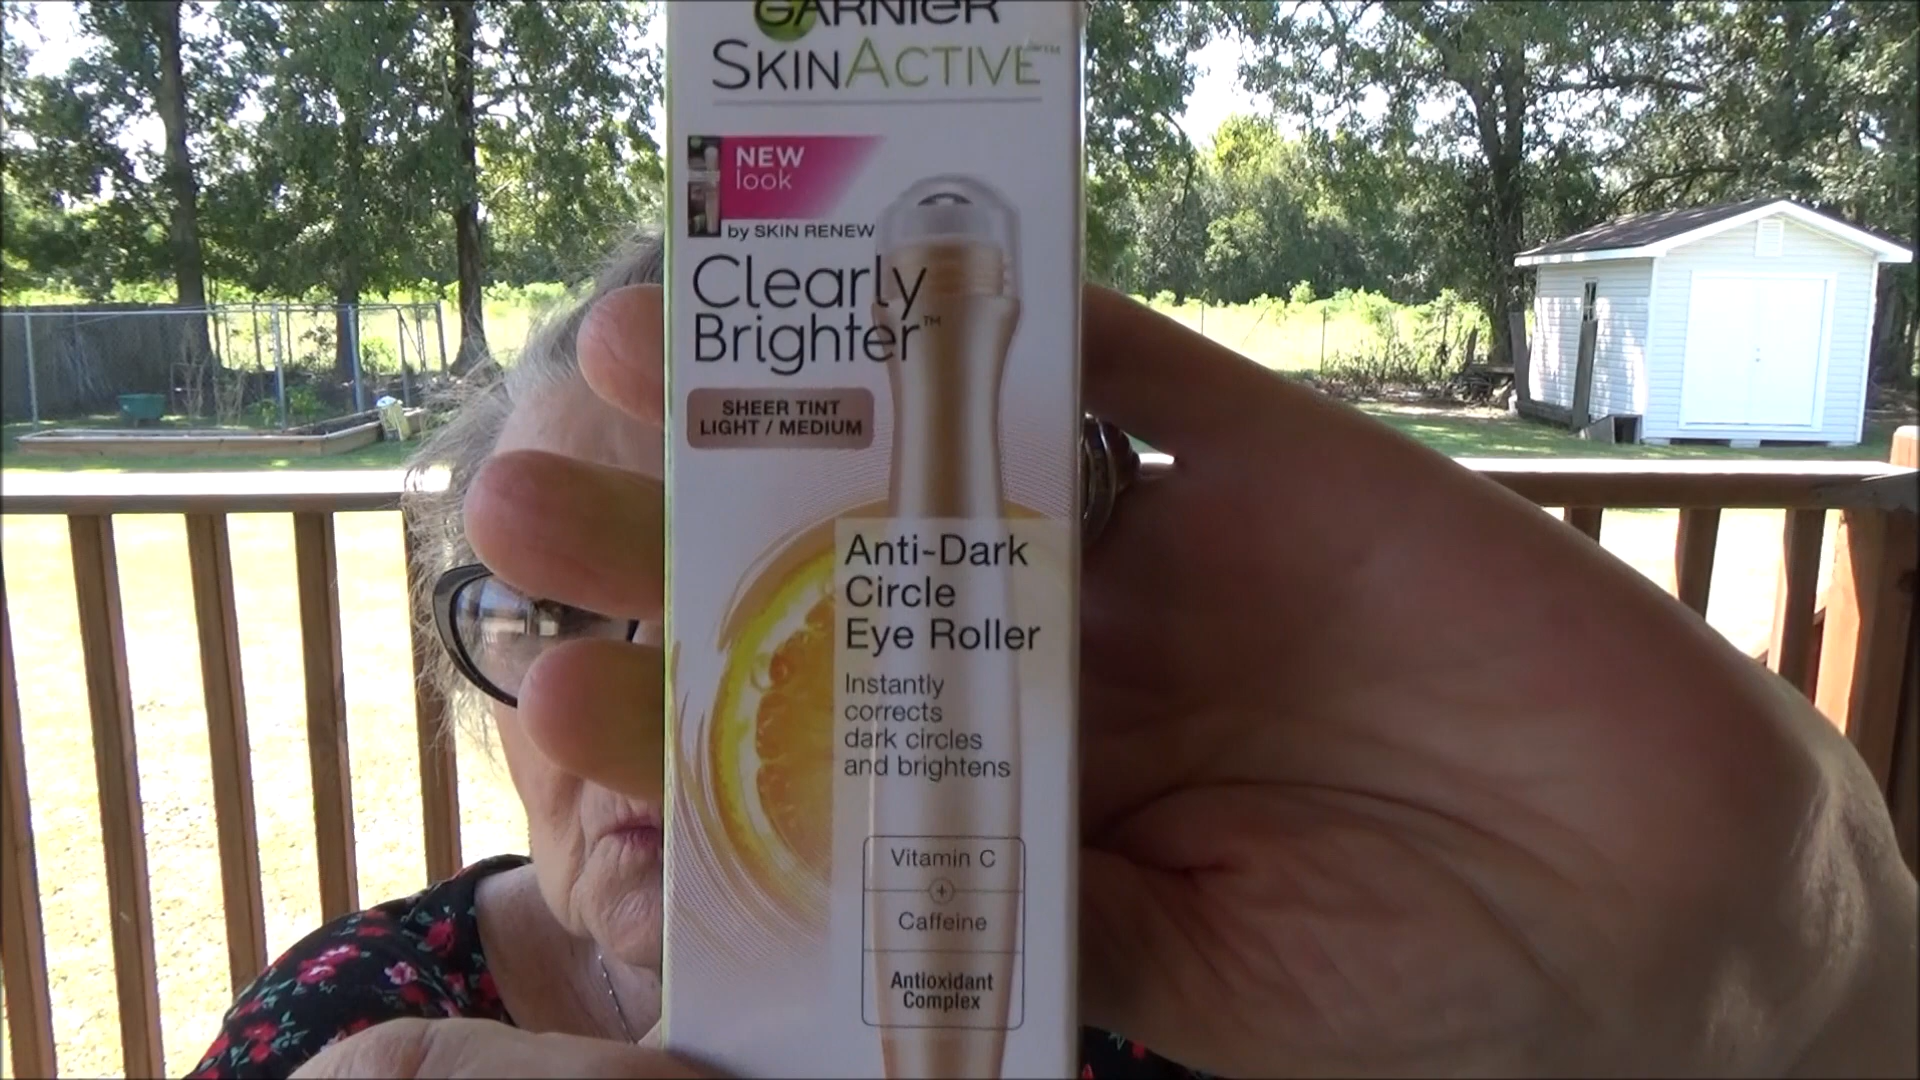 GARNIER
SKINACTIVE™
NEW
look
by SKIN RENEW
Clearly
Brighter™
SHEER TINT
LIGHT / MEDIUM
Anti-Dark
Circle
Eye Roller
Instantly
corrects
dark circles
and brightens
Vitamin C
+
Caffeine
Antioxidant
Complex